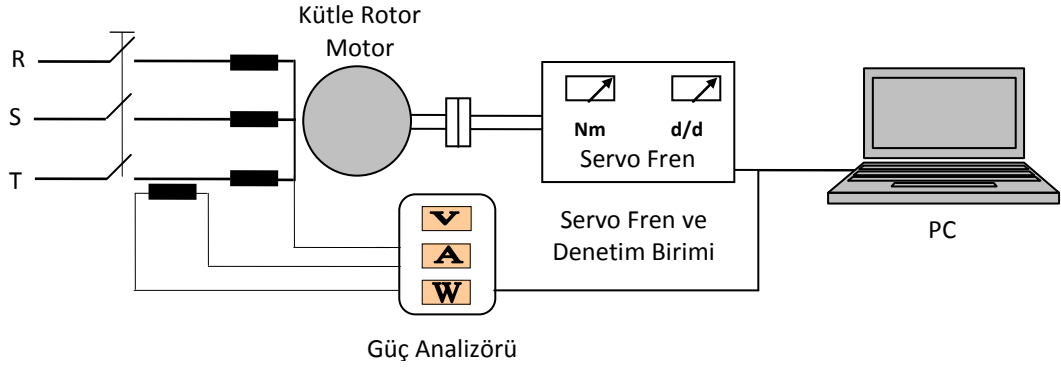 Kütle Rotor
Motor
R
S
T
Nm
d/d
Servo Fren
Servo Fren ve
Denetim Birimi
PC
V
A
W
Güç Analizörü